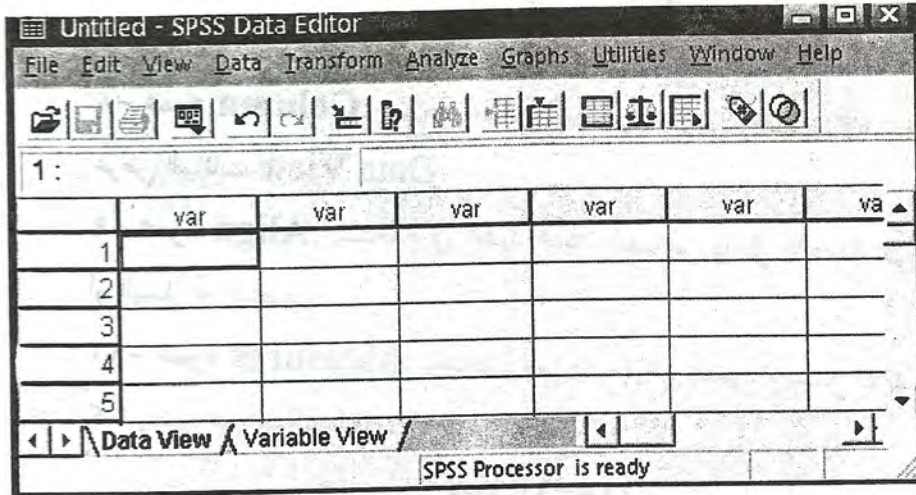 Untitled - SPSS Data Editor
File Edit View Data Transform Analyze Graphs Utilities Window Help
1 :
var var var var var va
1
2
3
4
5
Data View Variable View
SPSS Processor is ready